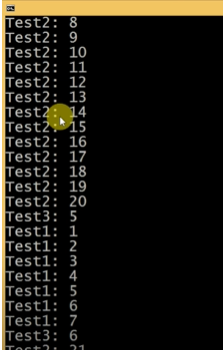 Test2: 8
Test2: 9
Test2: 10
Test2: 11
Test2: 12
Test2: 13
Test2: 14
Test2: 15
Test2: 16
Test2: 17
Test2: 18
Test2: 19
Test2: 20
Test3: 5
Test1: 1
Test1: 2
Test1: 3
Test1: 4
Test1: 5
Test1: 6
Test1: 7
Test3: 6
Test2: 21